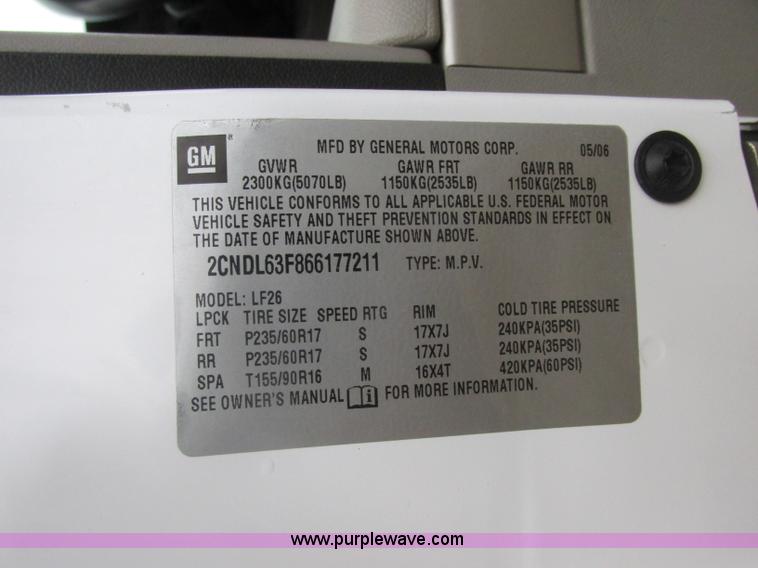 GM
MFD BY GENERAL MOTORS CORP. 05/06
GVWR GAWR FRT GAWR RR
2300KG(5070LB) 1150KG(2535LB) 1150KG(2535LB)
THIS VEHICLE CONFORMS TO ALL APPLICABLE U.S. FEDERAL MOTOR
VEHICLE SAFETY AND THEFT PREVENTION STANDARDS IN EFFECT ON
THE DATE OF MANUFACTURE SHOWN ABOVE.
2CNDL63F866177211 TYPE: M.P.V.
MODEL: LF26
LPCK TIRE SIZE SPEED RTG RIM COLD TIRE PRESSURE
FRT P235/60R17 S 17X7J 240KPA(35PSI)
RR P235/60R17 S 17X7J 240KPA(35PSI)
SPA T155/90R16 M 16X4T 420KPA(60PSI)
SEE OWNER'S MANUAL i FOR MORE INFORMATION.
www.purplewave.com